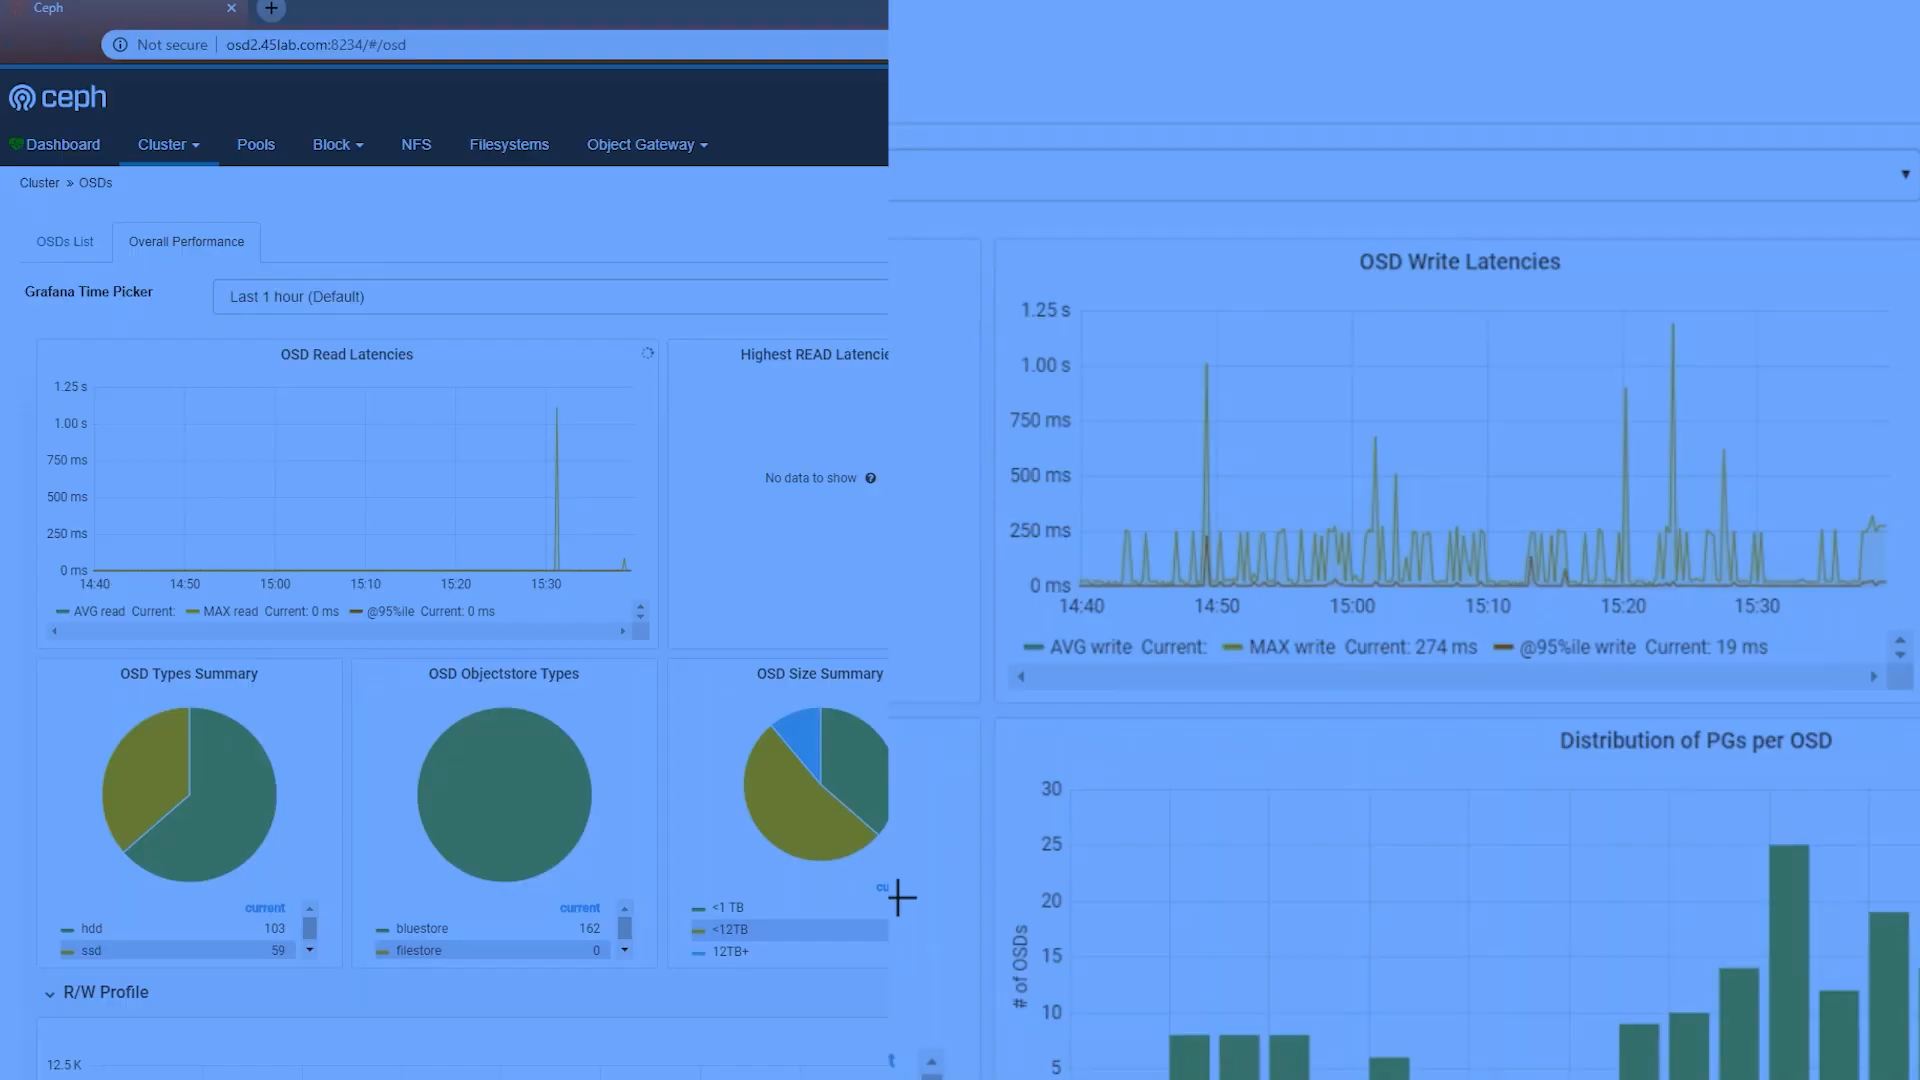 Ceph
Not secure osd2.45lab.com:8234/#/osd
ceph
Dashboard Cluster Pools Block NFS Filesystems Object Gateway
Cluster » OSDs
OSDs List Overall Performance
Grafana Time Picker Last 1 hour (Default)
OSD Read Latencies
1.25 s
1.00 s
750 ms
500 ms
250 ms
0 ms
14:40 14:50 15:00 15:10 15:20 15:30
AVG read Current: MAX read Current: 0 ms @95%ile Current: 0 ms
Highest READ Latencie
No data to show
OSD Types Summary
current
hdd 103
ssd 59
OSD Objectstore Types
current
bluestore 162
filestore 0
OSD Size Summary
cu
<1 TB
<12TB
12TB+
R/W Profile
12.5 K
OSD Write Latencies
1.25 s
1.00 s
750 ms
500 ms
250 ms
0 ms
14:40 14:50 15:00 15:10 15:20 15:30
AVG write Current: MAX write Current: 274 ms @95%ile write Current: 19 ms
Distribution of PGs per OSD
# of OSDs
30
25
20
15
10
5
t